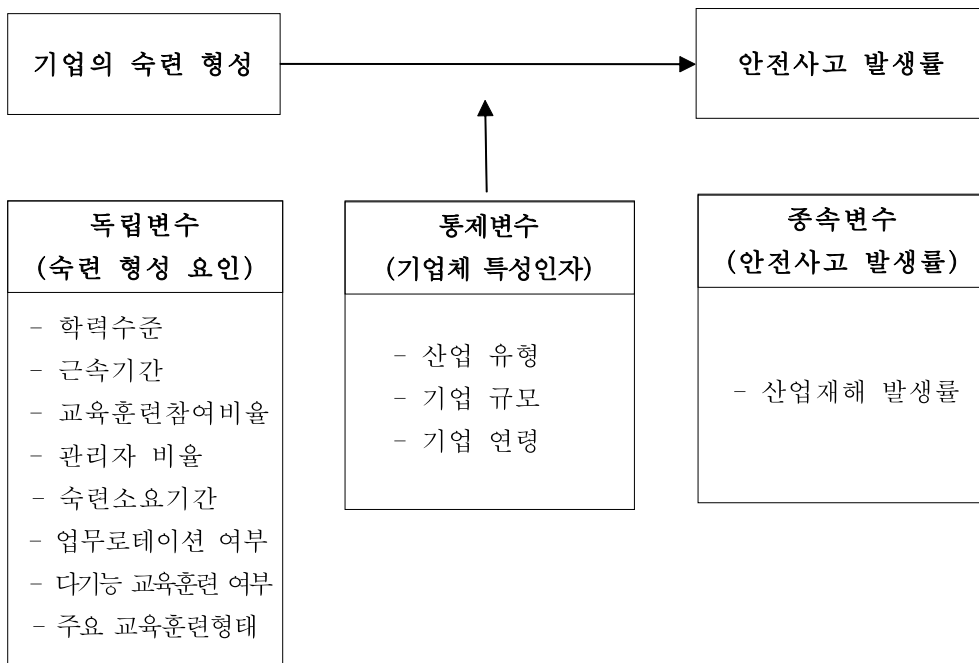 기업의 숙련 형성
안전사고 발생률
독립변수
(숙련 형성 요인)
- 학력수준
- 근속기간
- 교육훈련참여비율
- 관리자 비율
- 숙련소요기간
- 업무로테이션 여부
- 다기능 교육훈련 여부
- 주요 교육훈련형태
통제변수
(기업체 특성인자)
- 산업 유형
- 기업 규모
- 기업 연령
종속변수
(안전사고 발생률)
- 산업재해 발생률